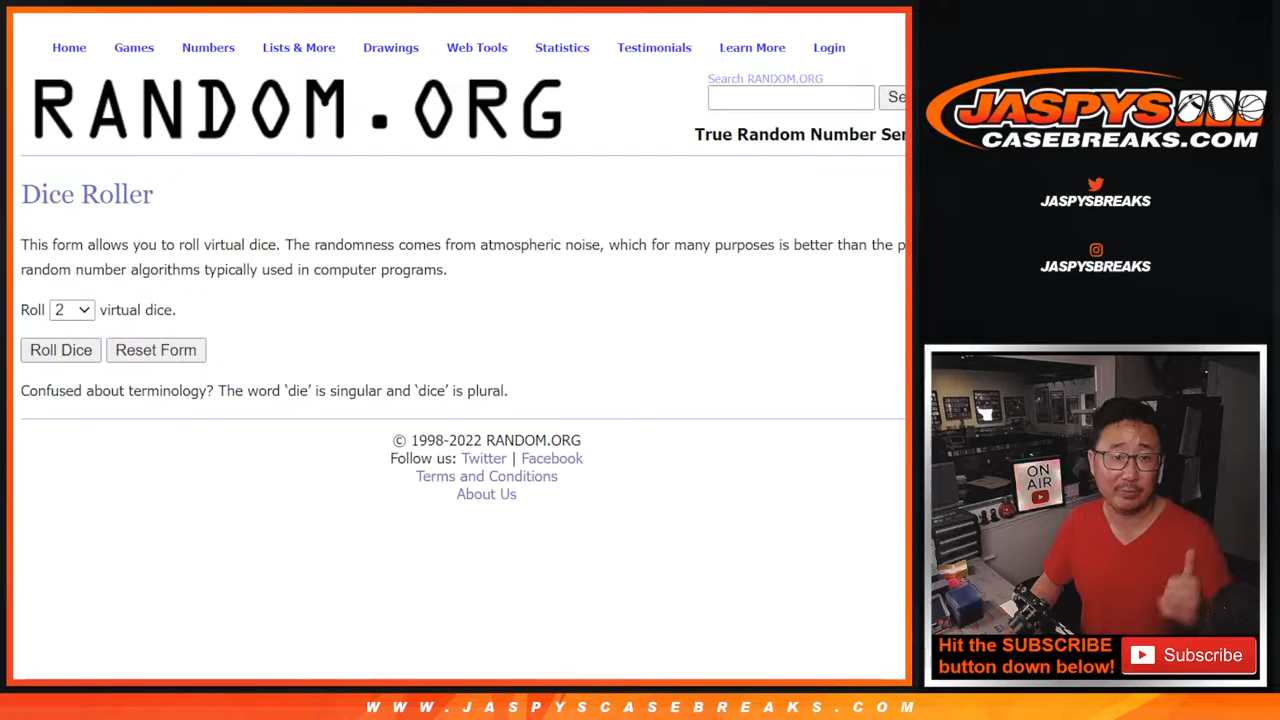 Home Games Numbers Lists & More Drawings Web Tools Statistics Testimonials Learn More Login
RANDOM.ORG
Search RANDOM.ORG
Se
True Random Number Ser
Dice Roller
This form allows you to roll virtual dice. The randomness comes from atmospheric noise, which for many purposes is better than the p
random number algorithms typically used in computer programs.
Roll 2 virtual dice.
Roll Dice Reset Form
Confused about terminology? The word ‘die’ is singular and ‘dice’ is plural.
© 1998-2022 RANDOM.ORG
Follow us: Twitter | Facebook
Terms and Conditions
About Us
JASPYS
CASEBREAKS.COM
JASPYSBREAKS
JASPYSBREAKS
ON
AIR
Hit the SUBSCRIBE
button down below!
Subscribe
WWW.JASPYSCASEBREAKS.COM